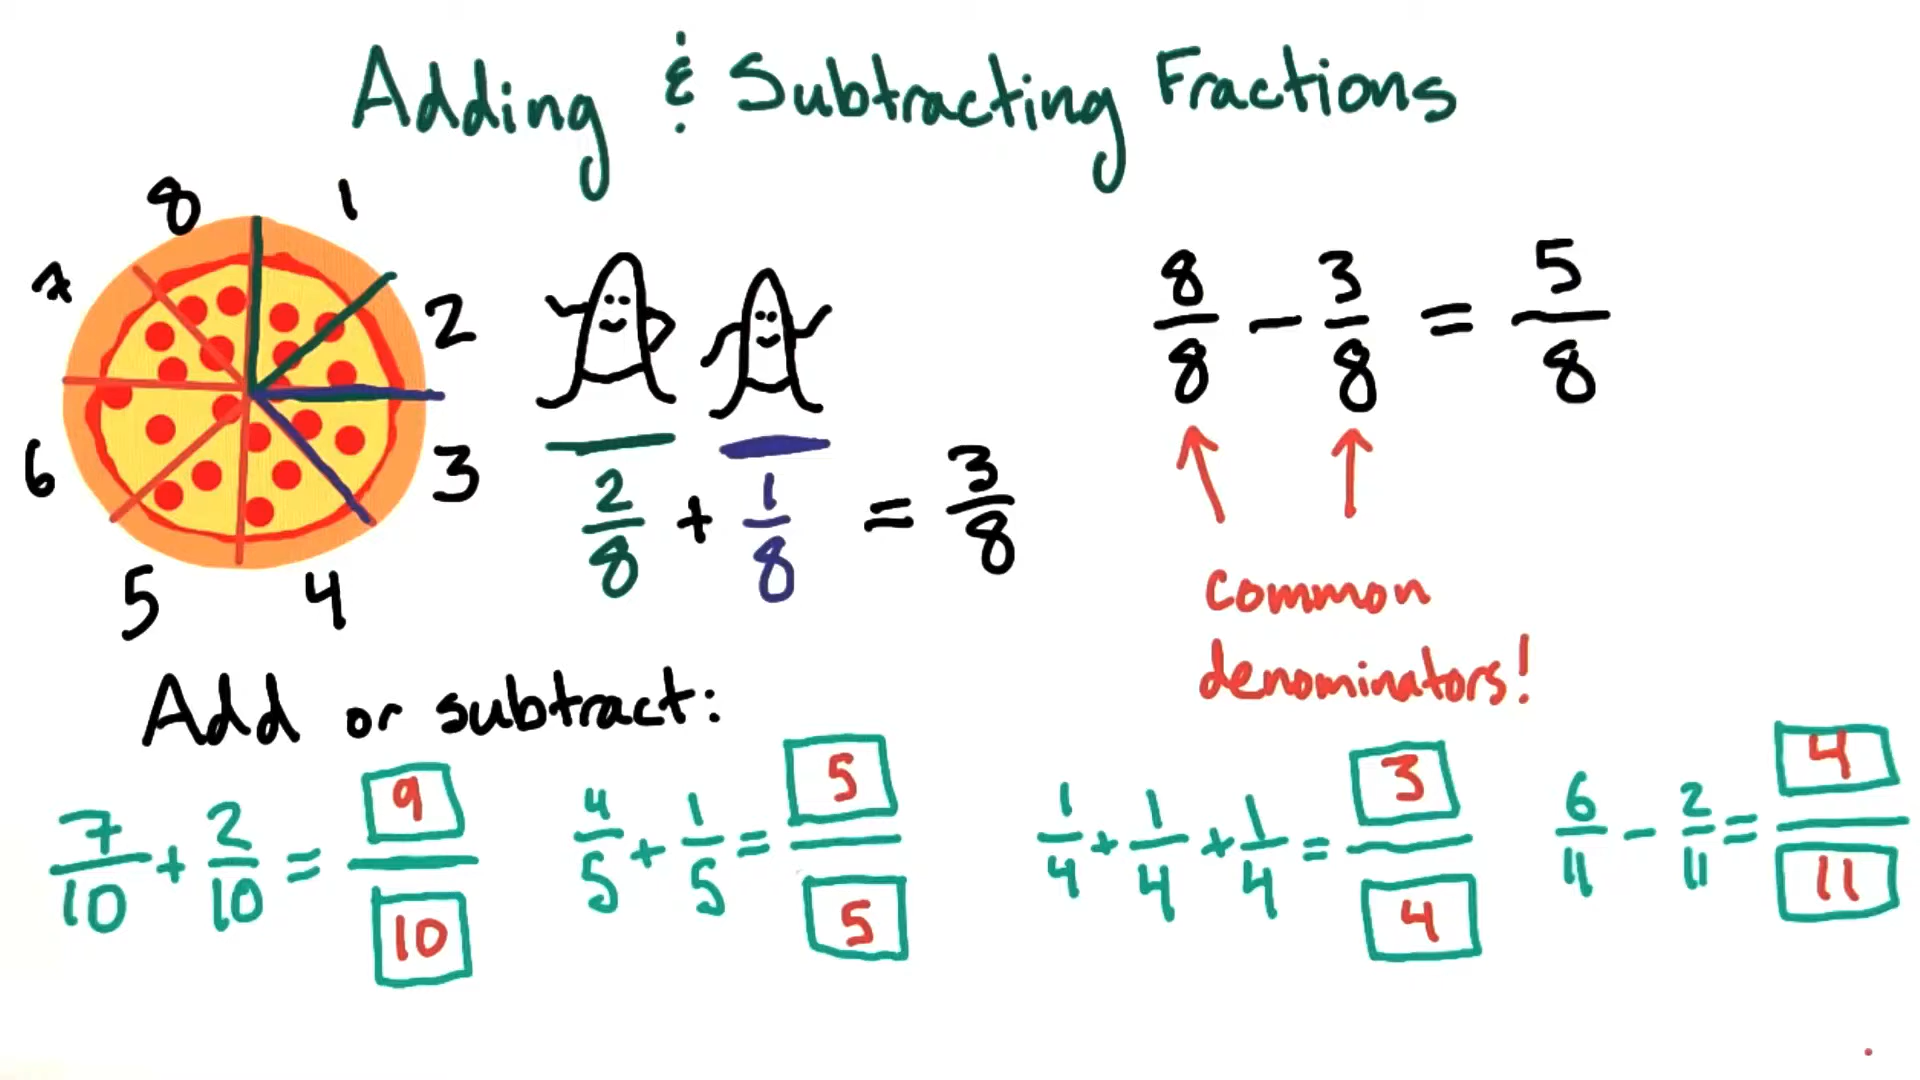 Adding & Subtracting Fractions
8 1
7 2
6 3
5 4
2/8 + 1/8 = 3/8
8/8 - 3/8 = 5/8
common
denominators!
Add or subtract:
7/10 + 2/10 = 9/10
4/5 + 1/5 = 5/5
1/4 + 1/4 + 1/4 = 3/4
6/11 - 2/11 = 4/11